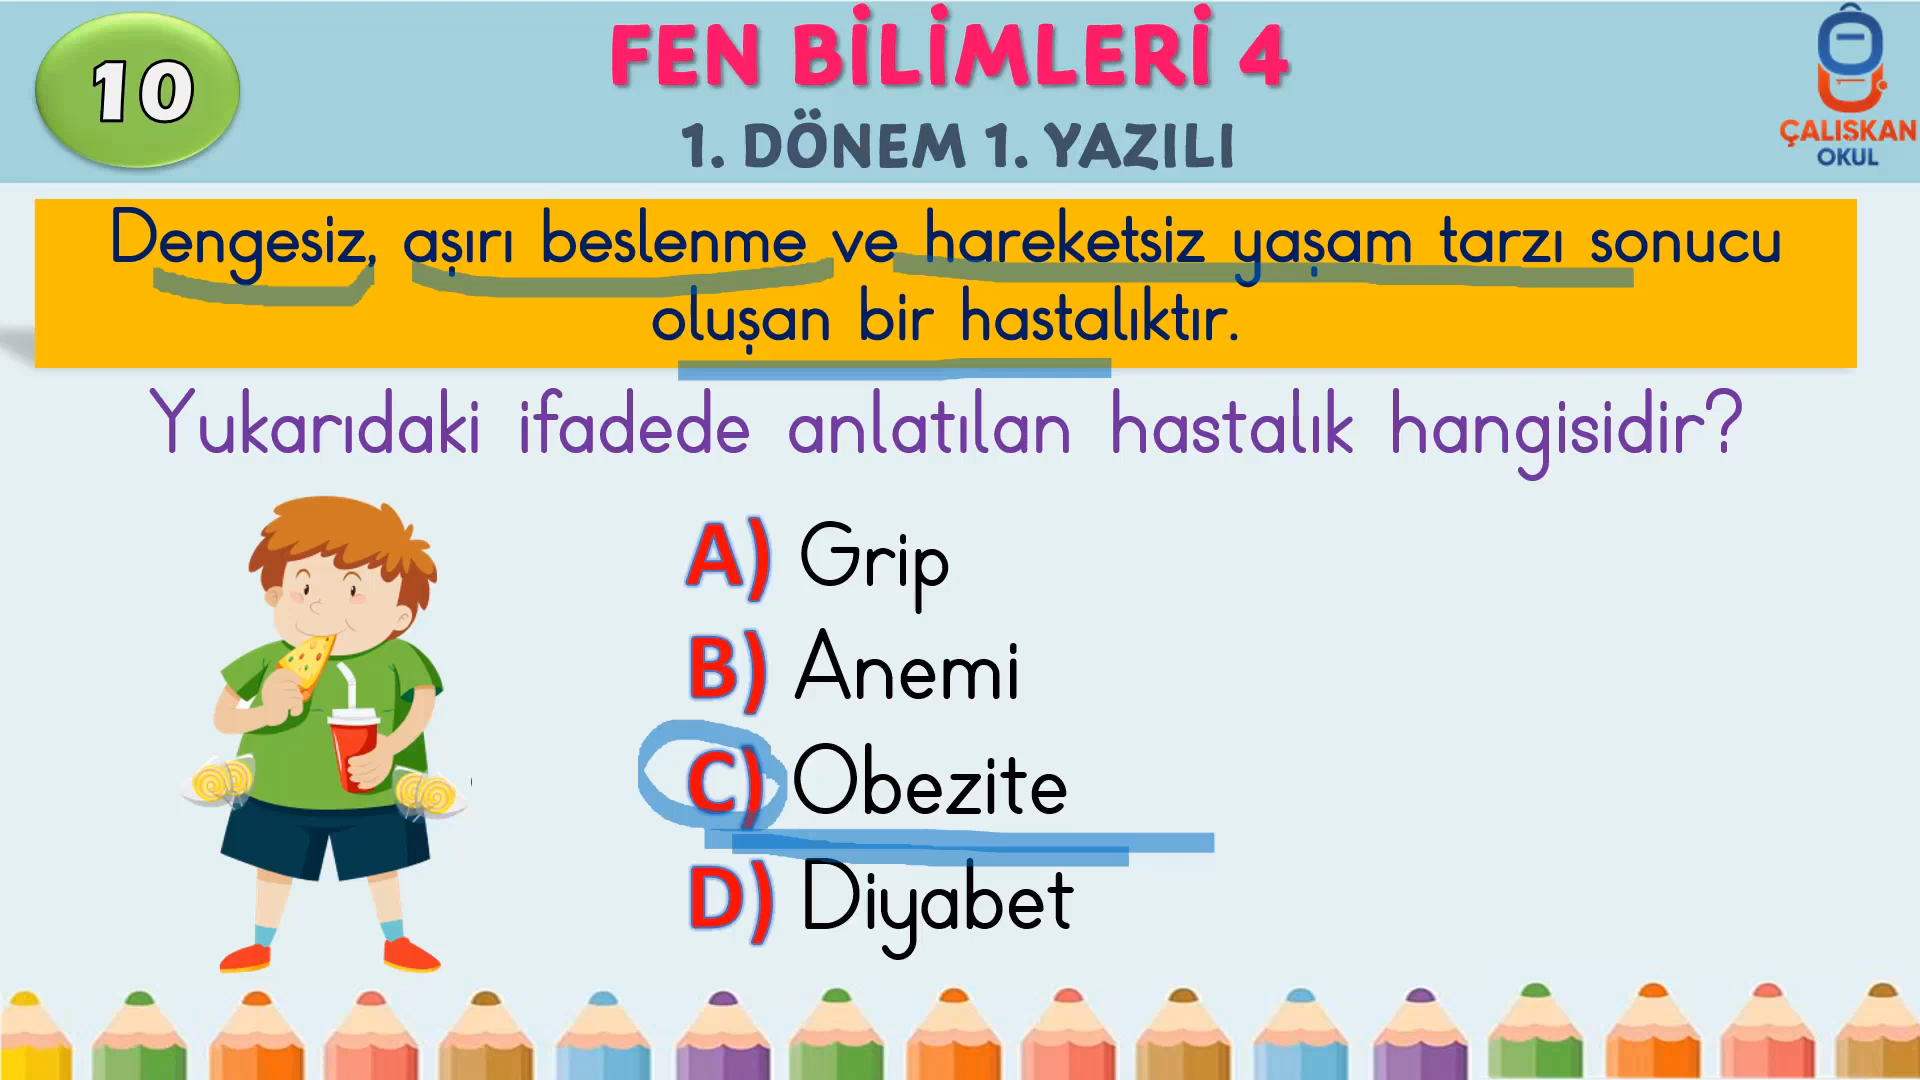 10
FEN BİLİMLERİ 4
1. DÖNEM 1. YAZILI
ÇALIŞKAN
OKUL
Dengesiz, aşırı beslenme ve hareketsiz yaşam tarzı sonucu
oluşan bir hastalıktır.
Yukarıdaki ifadede anlatılan hastalık hangisidir?
A) Grip
B) Anemi
C) Obezite
D) Diyabet